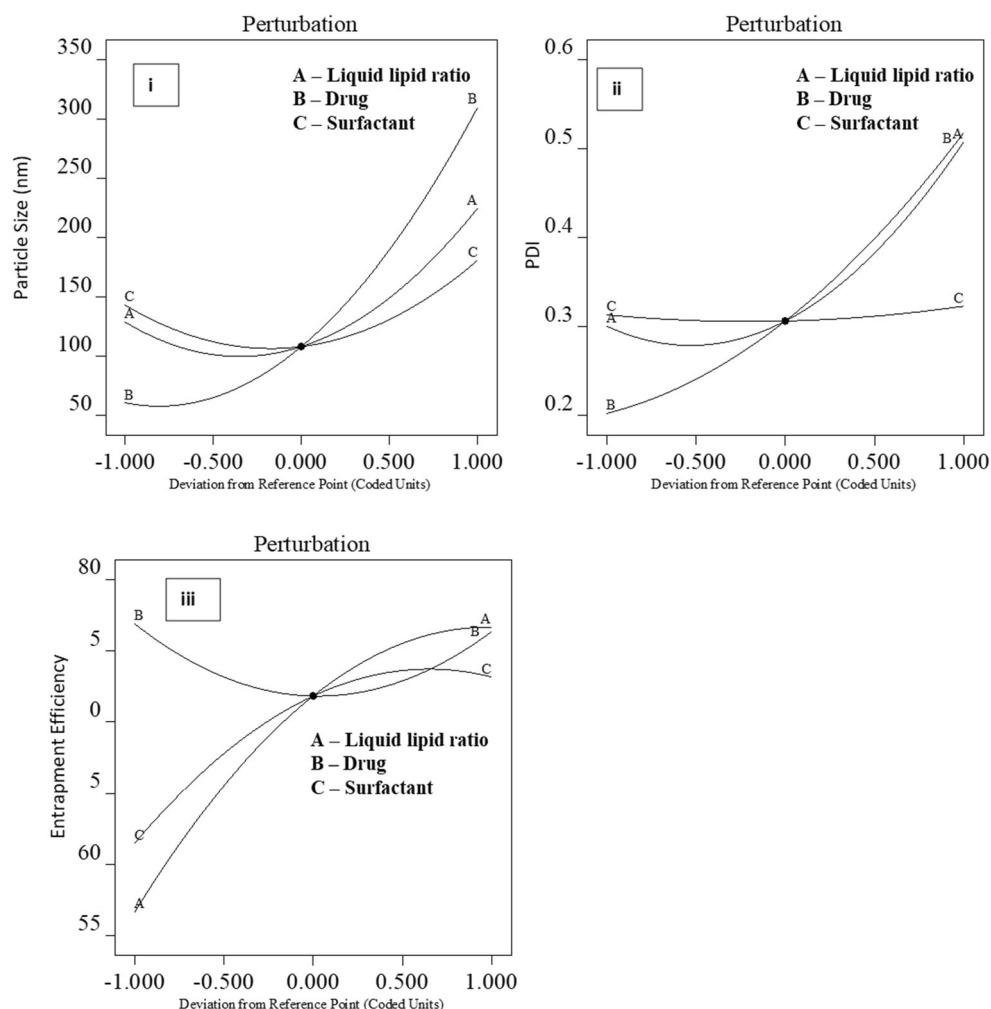 Perturbation
350
300
250
200
150
100
50
Particle Size (nm)
i
A – Liquid lipid ratio
B – Drug
C – Surfactant
B
A
C
C
A
B
-1.000
-0.500
0.000
0.500
1.000
Deviation from Reference Point (Coded Units)
Perturbation
0.6
0.5
0.4
0.3
0.2
PDI
ii
A – Liquid lipid ratio
B – Drug
C – Surfactant
B
A
C
C
A
B
-1.000
-0.500
0.000
0.500
1.000
Deviation from Reference Point (Coded Units)
Perturbation
80
5
0
5
60
55
Entrapment Efficiency
iii
B
A
B
C
A – Liquid lipid ratio
B – Drug
C – Surfactant
C
A
-1.000
-0.500
0.000
0.500
1.000
Deviation from Reference Point (Coded Units)